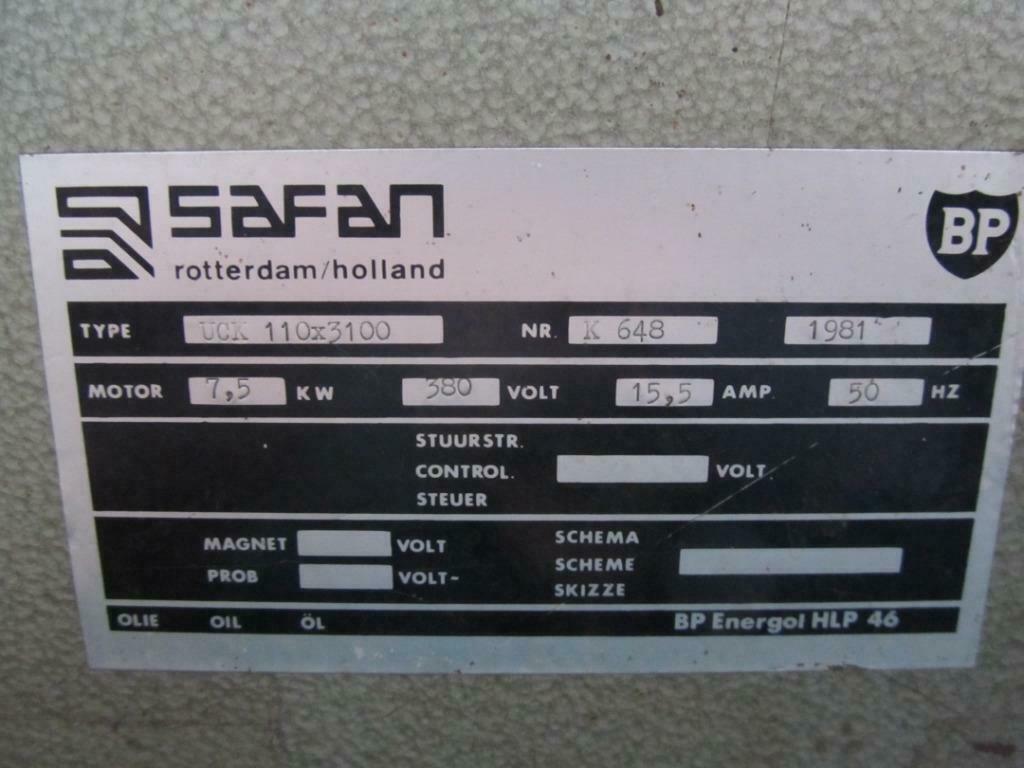 SAFAN
rotterdam/holland
BP
TYPE UCK 110x3100 NR. K 648 1981
MOTOR 7,5 KW 380 VOLT 15,5 AMP. 50 HZ
STUURSTR.
CONTROL. VOLT
STEUER
MAGNET VOLT
PROB VOLT~
SCHEMA
SCHEME
SKIZZE
OLIE OIL ÖL BP Energol HLP 46